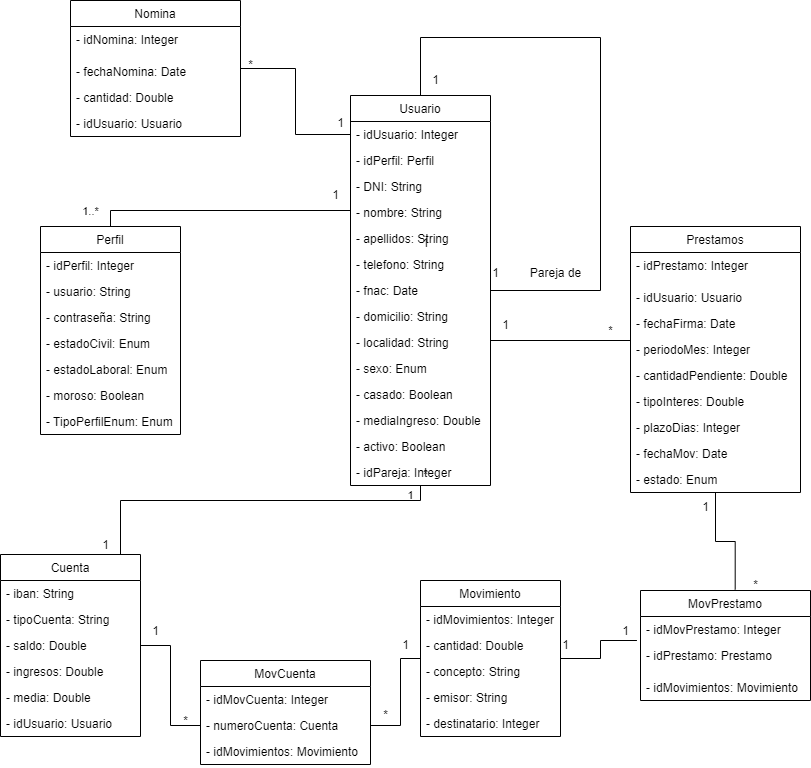 Nomina
- idNomina: Integer
- fechaNomina: Date
- cantidad: Double
- idUsuario: Usuario
*
1
1
Usuario
- idUsuario: Integer
- idPerfil: Perfil
- DNI: String
- nombre: String
- apellidos: String
- telefono: String
- fnac: Date
- domicilio: String
- localidad: String
- sexo: Enum
- casado: Boolean
- mediaIngreso: Double
- activo: Boolean
- idPareja: Integer
1
1..*
Perfil
- idPerfil: Integer
- usuario: String
- contraseña: String
- estadoCivil: Enum
- estadoLaboral: Enum
- moroso: Boolean
- TipoPerfilEnum: Enum
1
Pareja de
1
*
Prestamos
- idPrestamo: Integer
- idUsuario: Usuario
- fechaFirma: Date
- periodoMes: Integer
- cantidadPendiente: Double
- tipoInteres: Double
- plazoDias: Integer
- fechaMov: Date
- estado: Enum
1
1
Cuenta
- iban: String
- tipoCuenta: String
- saldo: Double
- ingresos: Double
- media: Double
- idUsuario: Usuario
1
*
MovCuenta
- idMovCuenta: Integer
- numeroCuenta: Cuenta
- idMovimientos: Movimiento
*
1
Movimiento
- idMovimientos: Integer
- cantidad: Double
- concepto: String
- emisor: String
- destinatario: Integer
1
1
1
*
MovPrestamo
- idMovPrestamo: Integer
- idPrestamo: Prestamo
- idMovimientos: Movimiento